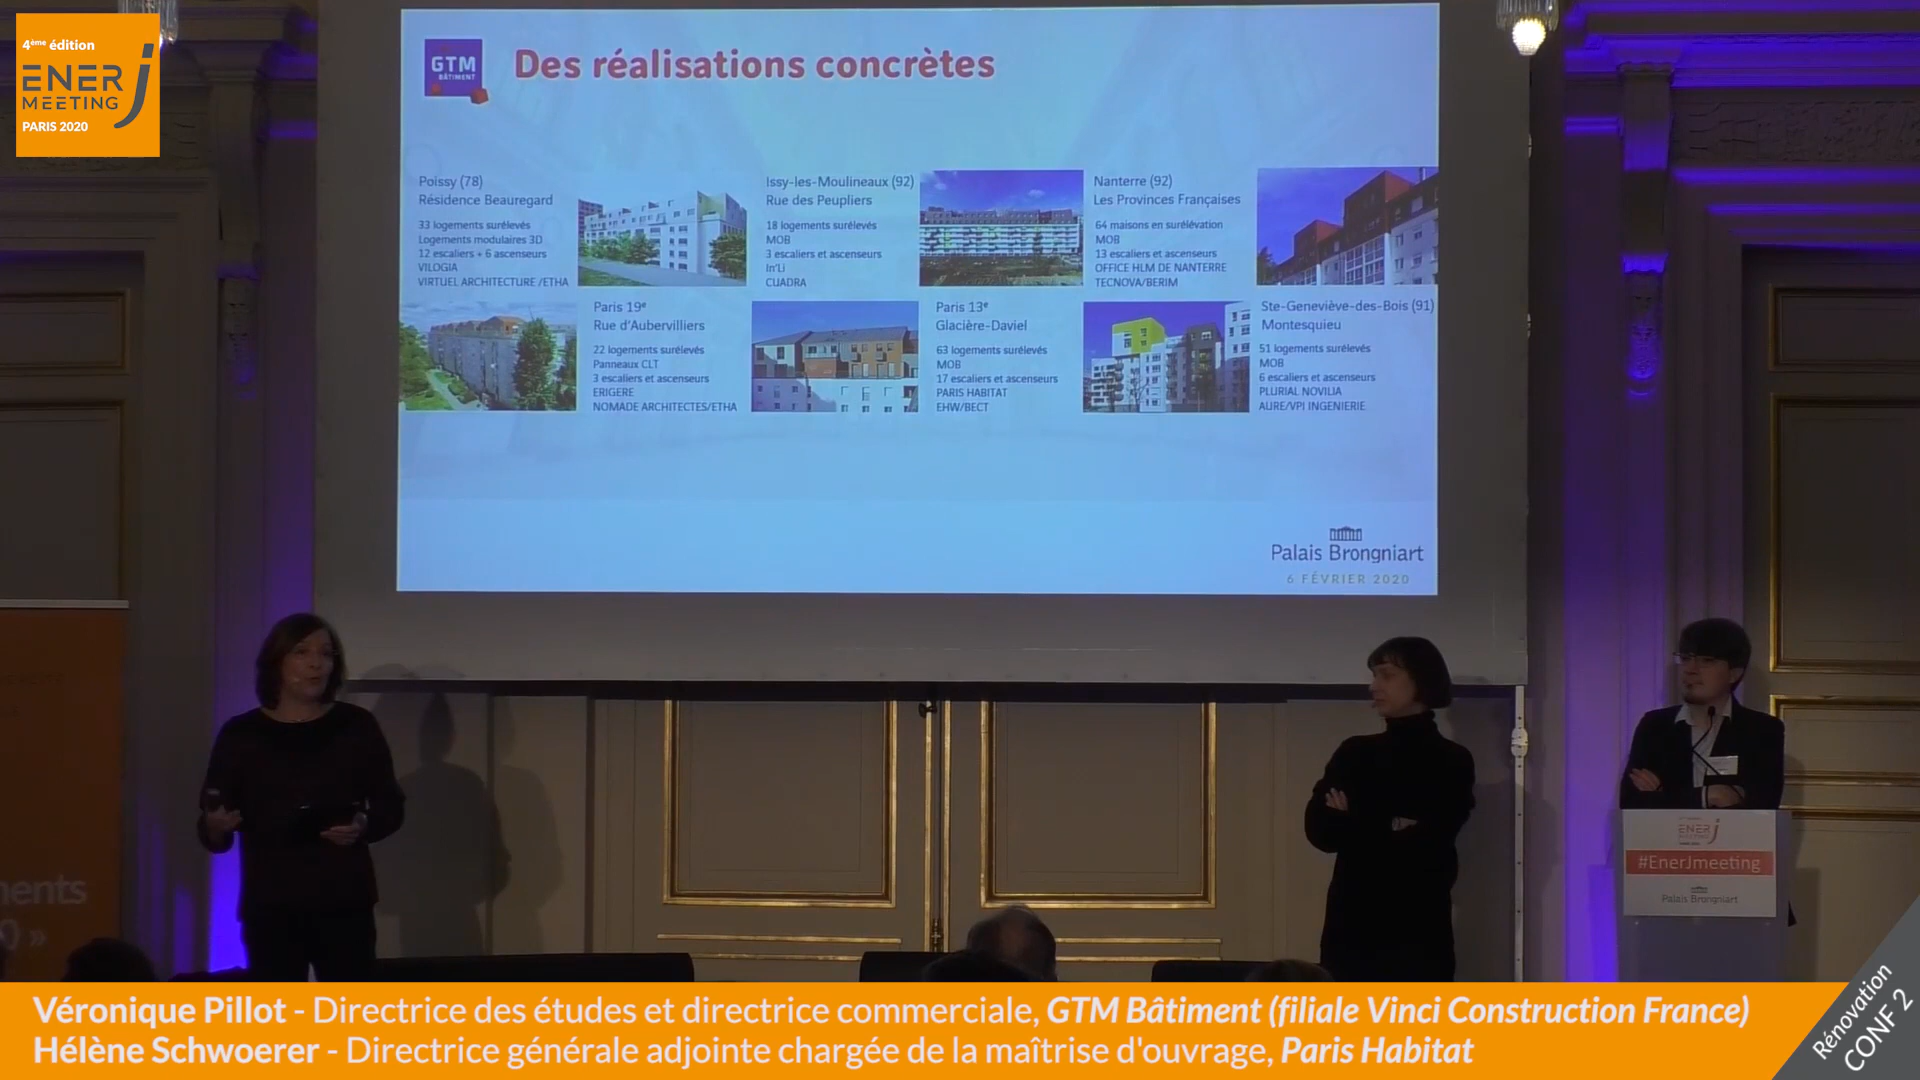 4ème édition
ENERJ
MEETING
PARIS 2020
GTM
BÂTIMENT
Des réalisations concrètes
Poissy (78)
Résidence Beauregard
33 logements surélevés
Logements modulaires 3D
12 escaliers + 6 ascenseurs
VILOGIA
VIRTUEL ARCHITECTURE /ETHA
Issy-les-Moulineaux (92)
Rue des Peupliers
18 logements surélevés
MOB
3 escaliers et ascenseurs
In'Li
CUADRA
Nanterre (92)
Les Provinces Françaises
64 maisons en surélévation
MOB
13 escaliers et ascenseurs
OFFICE HLM DE NANTERRE
TECNOVA/BERIM
Paris 19e
Rue d'Aubervilliers
22 logements surélevés
Panneaux CLT
3 escaliers et ascenseurs
ERIGERE
NOMADE ARCHITECTES/ETHA
Paris 13e
Glacière-Daviel
63 logements surélevés
MOB
17 escaliers et ascenseurs
PARIS HABITAT
EHW/BECT
Ste-Geneviève-des-Bois (91)
Montesquieu
51 logements surélevés
MOB
6 escaliers et ascenseurs
PLURIAL NOVILIA
AURE/VPI INGENIERIE
Palais Brongniart
6 FÉVRIER 2020
ENERJ
MEETING
#EnerJmeeting
Palais Brongniart
ments
0 »
Véronique Pillot - Directrice des études et directrice commerciale, GTM Bâtiment (filiale Vinci Construction France)
Hélène Schwoerer - Directrice générale adjointe chargée de la maîtrise d'ouvrage, Paris Habitat
Rénovation
CONF 2